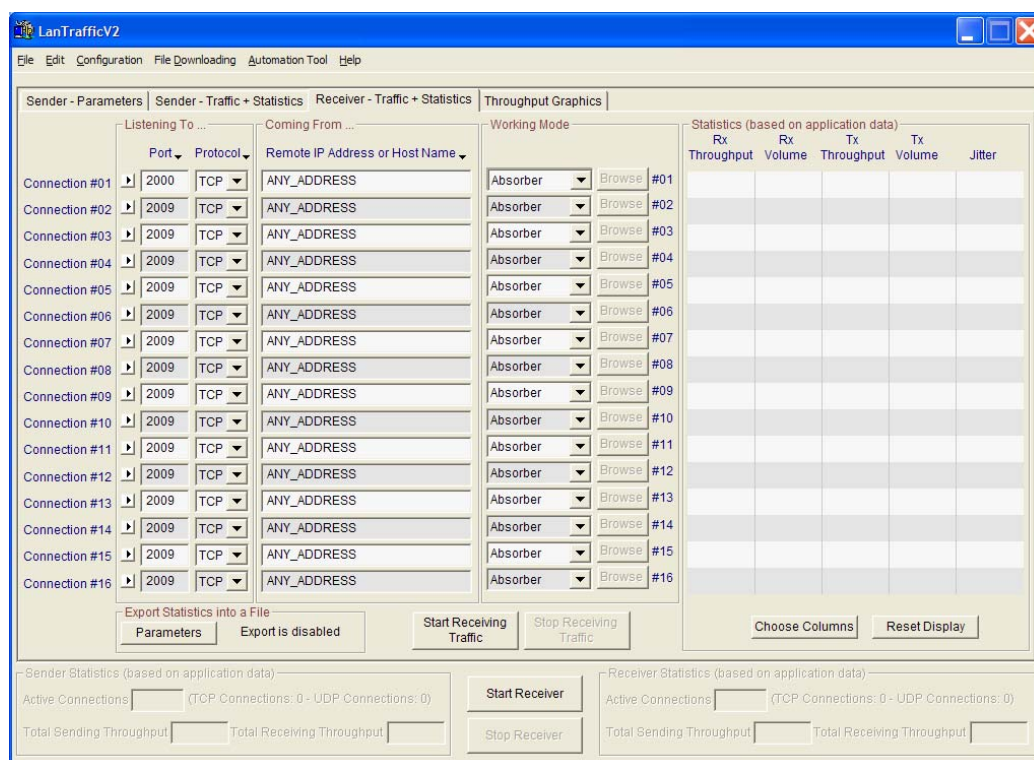 LanTrafficV2
File Edit Configuration File Downloading Automation Tool Help
Sender - Parameters Sender - Traffic + Statistics Receiver - Traffic + Statistics Throughput Graphics
Listening To ... Coming From ... Working Mode Statistics (based on application data)
Port Protocol Remote IP Address or Host Name Rx Throughput Rx Volume Tx Throughput Tx Volume Jitter
Connection #01 2000 TCP ANY_ADDRESS Absorber Browse #01
Connection #02 2009 TCP ANY_ADDRESS Absorber Browse #02
Connection #03 2009 TCP ANY_ADDRESS Absorber Browse #03
Connection #04 2009 TCP ANY_ADDRESS Absorber Browse #04
Connection #05 2009 TCP ANY_ADDRESS Absorber Browse #05
Connection #06 2009 TCP ANY_ADDRESS Absorber Browse #06
Connection #07 2009 TCP ANY_ADDRESS Absorber Browse #07
Connection #08 2009 TCP ANY_ADDRESS Absorber Browse #08
Connection #09 2009 TCP ANY_ADDRESS Absorber Browse #09
Connection #10 2009 TCP ANY_ADDRESS Absorber Browse #10
Connection #11 2009 TCP ANY_ADDRESS Absorber Browse #11
Connection #12 2009 TCP ANY_ADDRESS Absorber Browse #12
Connection #13 2009 TCP ANY_ADDRESS Absorber Browse #13
Connection #14 2009 TCP ANY_ADDRESS Absorber Browse #14
Connection #15 2009 TCP ANY_ADDRESS Absorber Browse #15
Connection #16 2009 TCP ANY_ADDRESS Absorber Browse #16
Export Statistics into a File
Parameters Export is disabled
Start Receiving Traffic
Stop Receiving Traffic
Choose Columns Reset Display
Sender Statistics (based on application data)
Active Connections (TCP Connections: 0 - UDP Connections: 0)
Total Sending Throughput Total Receiving Throughput
Start Receiver
Stop Receiver
Receiver Statistics (based on application data)
Active Connections (TCP Connections: 0 - UDP Connections: 0)
Total Sending Throughput Total Receiving Throughput